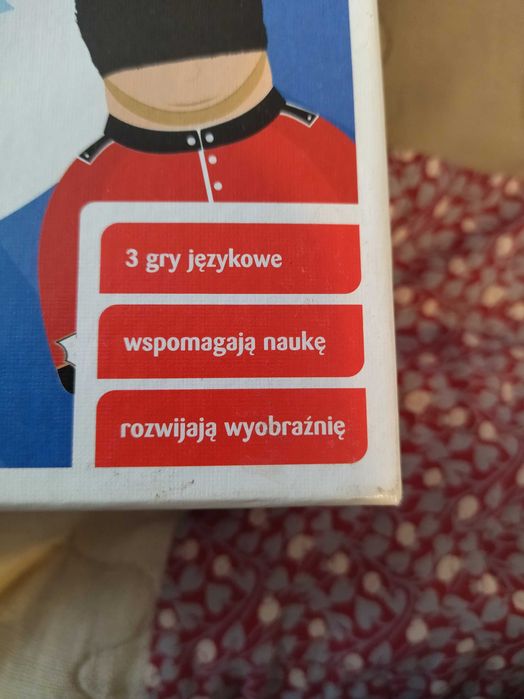 3 gry językowe
wspomagają naukę
rozwijają wyobraźnię